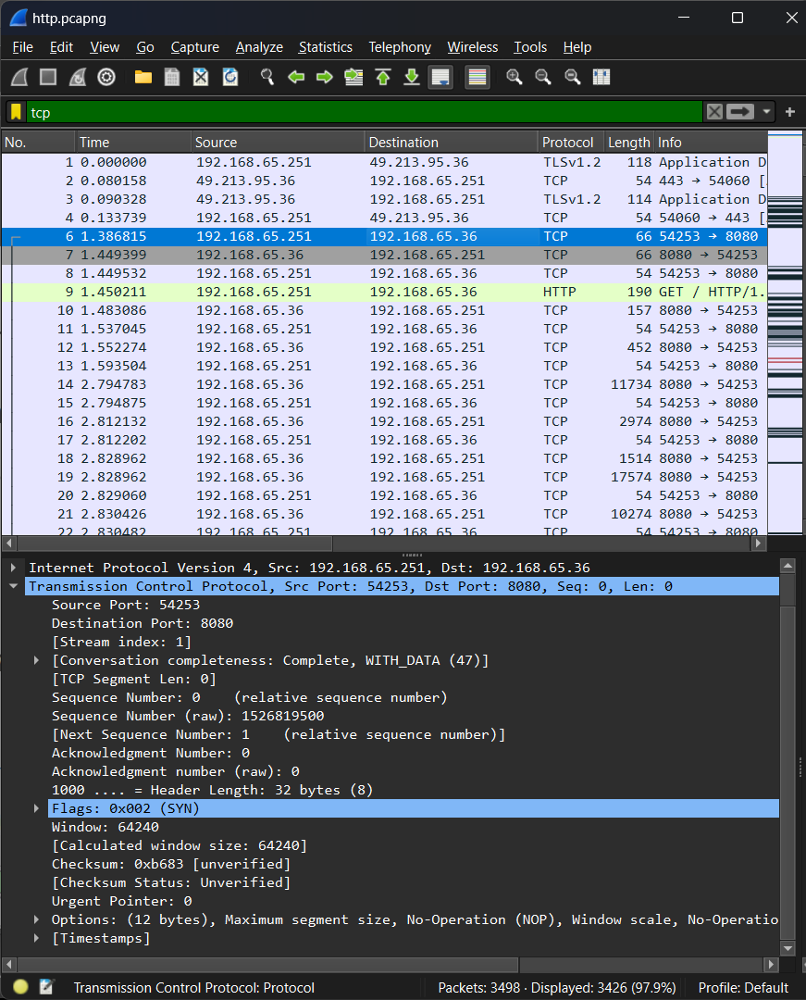 http.pcapng
File Edit View Go Capture Analyze Statistics Telephony Wireless Tools Help
tcp
No. Time Source Destination Protocol Length Info
1 0.000000 192.168.65.251 49.213.95.36 TLSv1.2 118 Application D
2 0.080158 49.213.95.36 192.168.65.251 TCP 54 443 → 54060 [
3 0.090328 49.213.95.36 192.168.65.251 TLSv1.2 114 Application D
4 0.133739 192.168.65.251 49.213.95.36 TCP 54 54060 → 443 [
6 1.386815 192.168.65.251 192.168.65.36 TCP 66 54253 → 8080
7 1.449399 192.168.65.36 192.168.65.251 TCP 66 8080 → 54253
8 1.449532 192.168.65.251 192.168.65.36 TCP 54 54253 → 8080
9 1.450211 192.168.65.251 192.168.65.36 HTTP 190 GET / HTTP/1.
10 1.483086 192.168.65.36 192.168.65.251 TCP 157 8080 → 54253
11 1.537045 192.168.65.251 192.168.65.36 TCP 54 54253 → 8080
12 1.552274 192.168.65.36 192.168.65.251 TCP 452 8080 → 54253
13 1.593504 192.168.65.251 192.168.65.36 TCP 54 54253 → 8080
14 2.794783 192.168.65.36 192.168.65.251 TCP 11734 8080 → 54253
15 2.794875 192.168.65.251 192.168.65.36 TCP 54 54253 → 8080
16 2.812132 192.168.65.36 192.168.65.251 TCP 2974 8080 → 54253
17 2.812202 192.168.65.251 192.168.65.36 TCP 54 54253 → 8080
18 2.828962 192.168.65.36 192.168.65.251 TCP 1514 8080 → 54253
19 2.828962 192.168.65.36 192.168.65.251 TCP 17574 8080 → 54253
20 2.829060 192.168.65.251 192.168.65.36 TCP 54 54253 → 8080
21 2.830426 192.168.65.36 192.168.65.251 TCP 10274 8080 → 54253
22 2.830482 192.168.65.251 192.168.65.36 TCP 54 54253 → 8080
Internet Protocol Version 4, Src: 192.168.65.251, Dst: 192.168.65.36
Transmission Control Protocol, Src Port: 54253, Dst Port: 8080, Seq: 0, Len: 0
Source Port: 54253
Destination Port: 8080
[Stream index: 1]
[Conversation completeness: Complete, WITH_DATA (47)]
[TCP Segment Len: 0]
Sequence Number: 0 (relative sequence number)
Sequence Number (raw): 1526819500
[Next Sequence Number: 1 (relative sequence number)]
Acknowledgment Number: 0
Acknowledgment number (raw): 0
1000 .... = Header Length: 32 bytes (8)
Flags: 0x002 (SYN)
Window: 64240
[Calculated window size: 64240]
Checksum: 0xb683 [unverified]
[Checksum Status: Unverified]
Urgent Pointer: 0
Options: (12 bytes), Maximum segment size, No-Operation (NOP), Window scale, No-Operatio
[Timestamps]
Transmission Control Protocol: Protocol Packets: 3498 · Displayed: 3426 (97.9%) Profile: Default